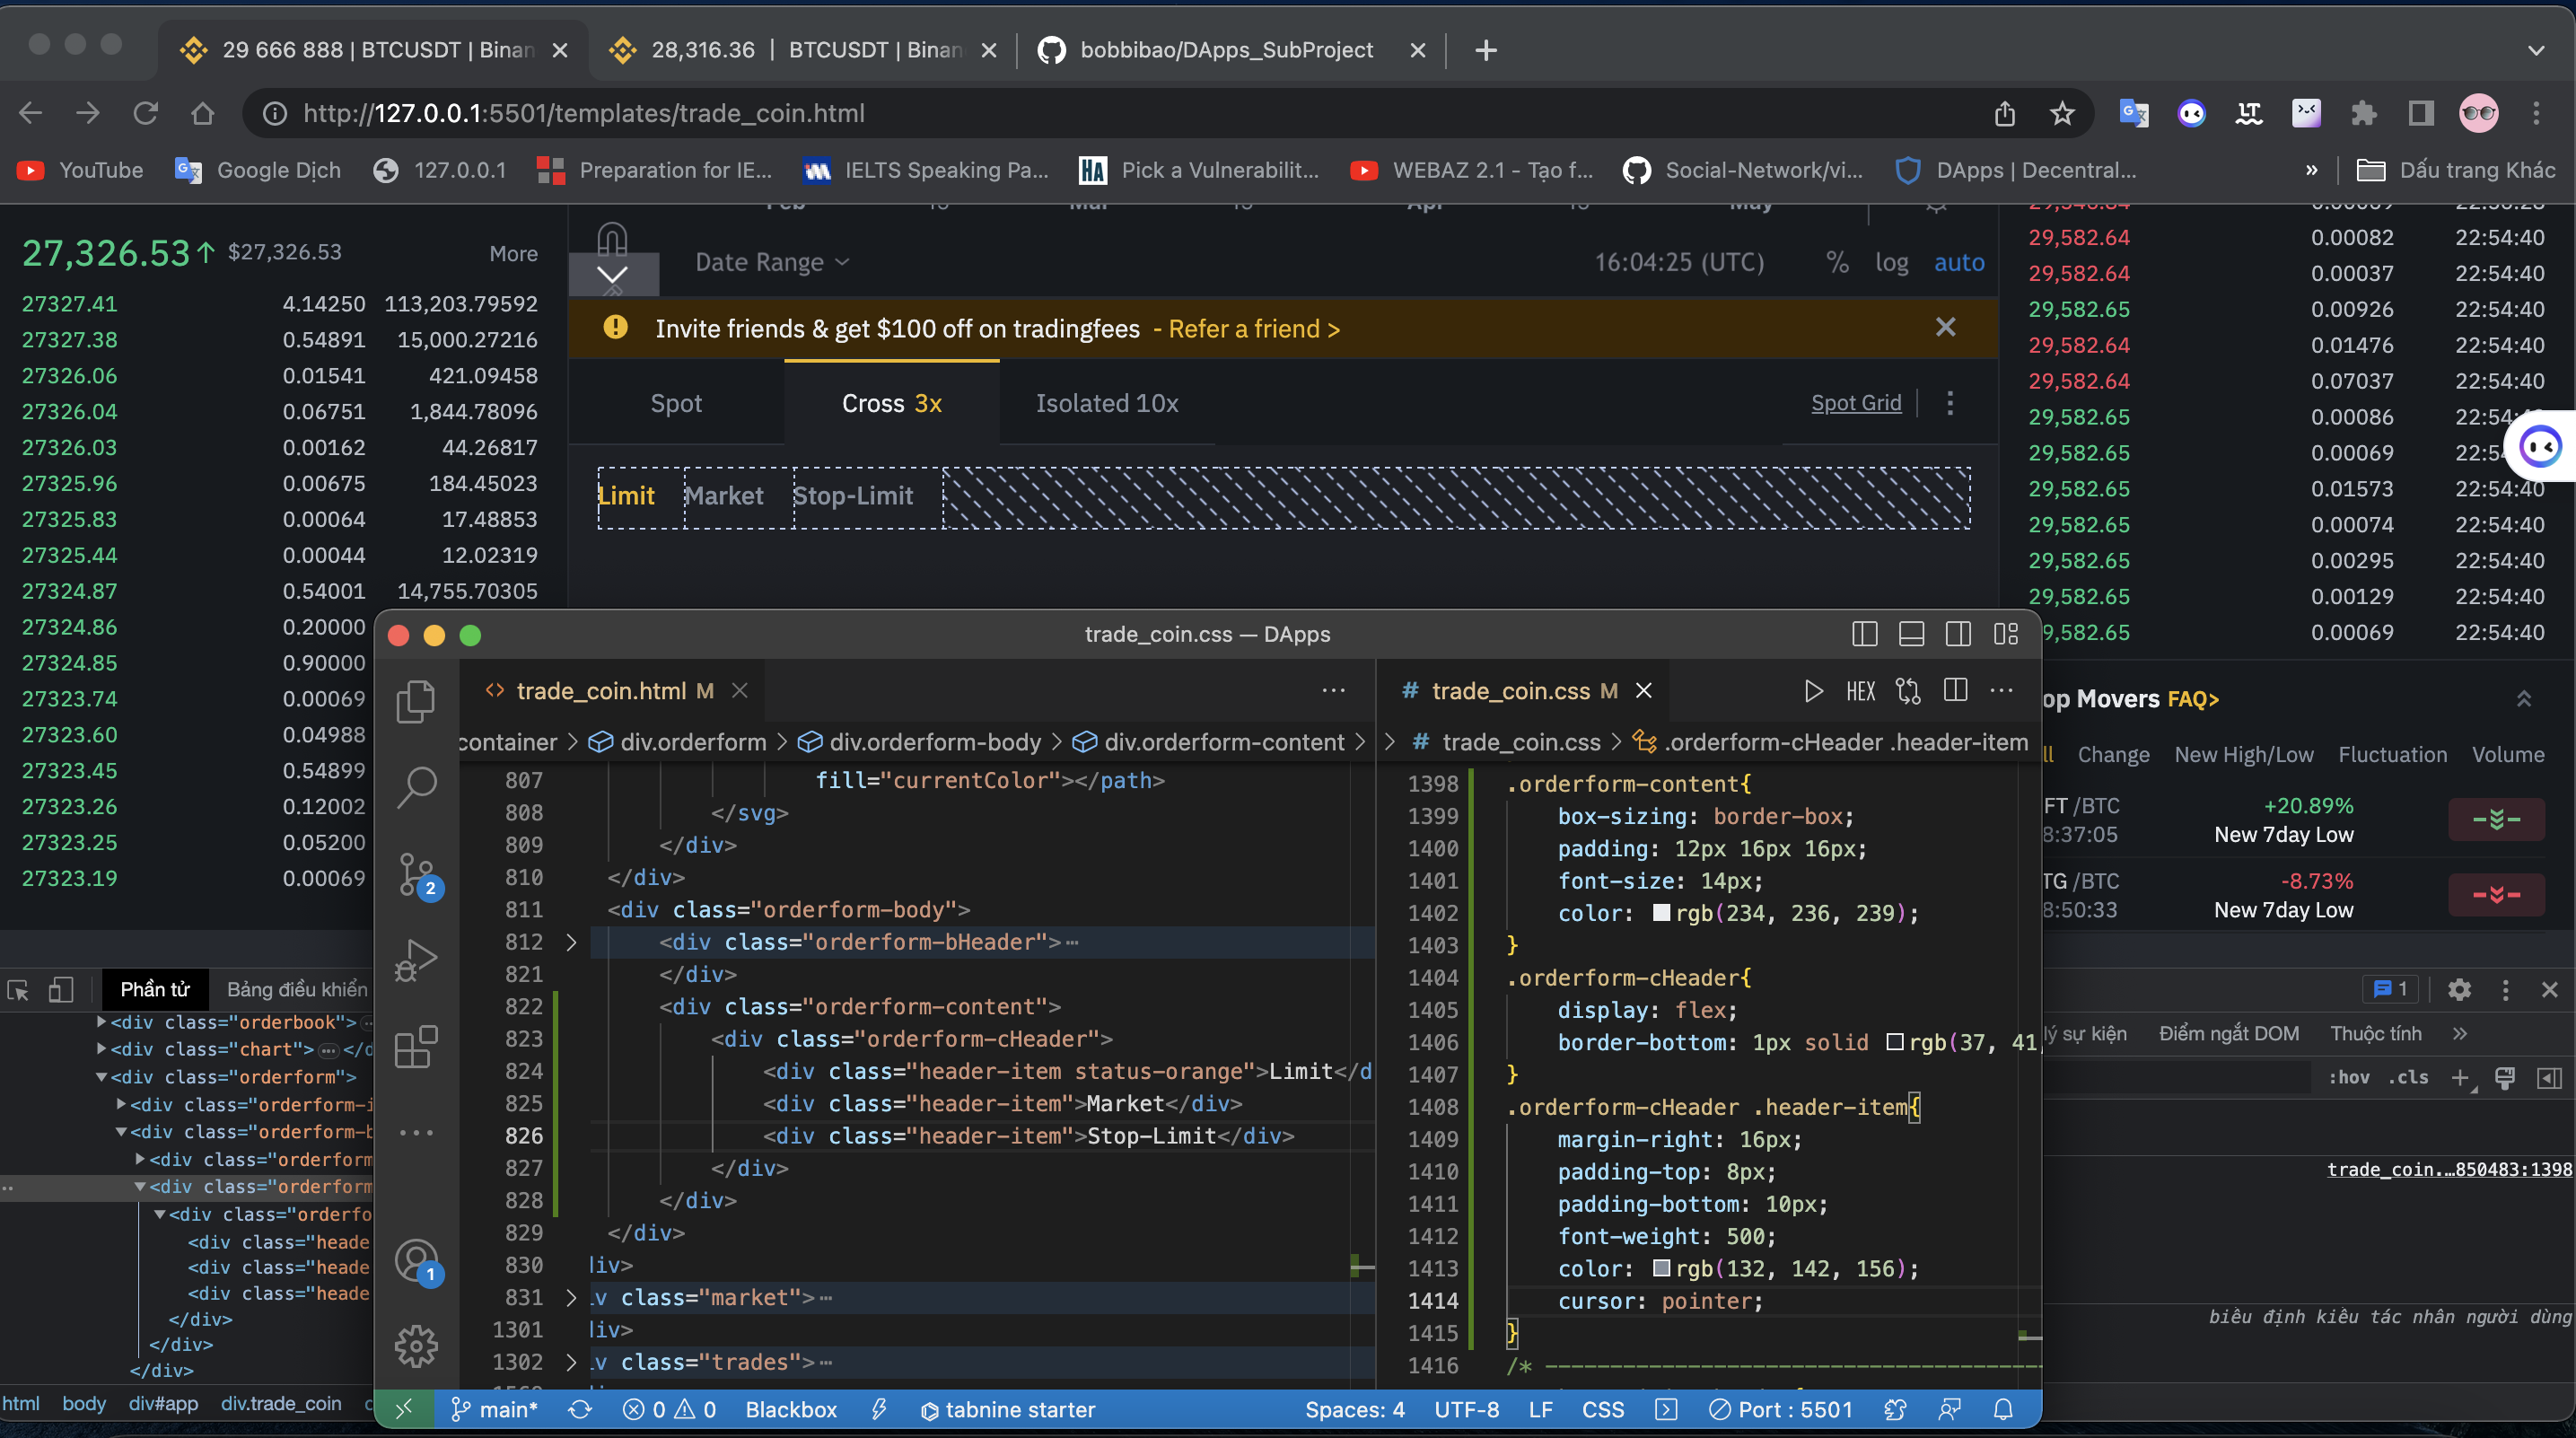 29 666 888 | BTCUSDT | Binan
28,316.36 | BTCUSDT | Binan
bobbibao/DApps_SubProject
http://127.0.0.1:5501/templates/trade_coin.html
YouTube
Google Dịch
127.0.0.1
Preparation for IE...
IELTS Speaking Pa...
HA
Pick a Vulnerabilit...
WEBAZ 2.1 - Tạo f...
Social-Network/vi...
DApps | Decentral...
»
Dấu trang Khác
27,326.53↑ $27,326.53 More
27327.41 4.14250 113,203.79592
27327.38 0.54891 15,000.27216
27326.06 0.01541 421.09458
27326.04 0.06751 1,844.78096
27326.03 0.00162 44.26817
27325.96 0.00675 184.45023
27325.83 0.00064 17.48853
27325.44 0.00044 12.02319
27324.87 0.54001 14,755.70305
27324.86 0.20000
27324.85 0.90000
27323.74 0.00069
27323.60 0.04988
27323.45 0.54899
27323.26 0.12002
27323.25 0.05200
27323.19 0.00069
Feb 15 Mar 15 Apr 15 May
Date Range 16:04:25 (UTC) % log auto
Invite friends & get $100 off on tradingfees - Refer a friend >
Spot Cross 3x Isolated 10x Spot Grid
Limit Market Stop-Limit
29,582.64 0.00082 22:54:40
29,582.64 0.00037 22:54:40
29,582.65 0.00926 22:54:40
29,582.64 0.01476 22:54:40
29,582.64 0.07037 22:54:40
29,582.65 0.00086 22:54:
29,582.65 0.00069 22:5
29,582.65 0.01573 22:54:40
29,582.65 0.00074 22:54:40
29,582.65 0.00295 22:54:40
29,582.65 0.00129 22:54:40
9,582.65 0.00069 22:54:40
op Movers FAQ>
ll Change New High/Low Fluctuation Volume
FT /BTC +20.89%
8:37:05 New 7day Low
TG /BTC -8.73%
8:50:33 New 7day Low
trade_coin.css — DApps
trade_coin.html M
container > div.orderform > div.orderform-body > div.orderform-content >
807 fill="currentColor"></path>
808 </svg>
809 </div>
810 </div>
811 <div class="orderform-body">
812 <div class="orderform-bHeader">⋯
821 </div>
822 <div class="orderform-content">
823 <div class="orderform-cHeader">
824 <div class="header-item status-orange">Limit</d
825 <div class="header-item">Market</div>
826 <div class="header-item">Stop-Limit</div>
827 </div>
828 </div>
829 </div>
830 div>
831 v class="market">⋯
1301 div>
1302 v class="trades">⋯
# trade_coin.css M
HEX
> # trade_coin.css > .orderform-cHeader .header-item
1398 .orderform-content{
1399 box-sizing: border-box;
1400 padding: 12px 16px 16px;
1401 font-size: 14px;
1402 color: rgb(234, 236, 239);
1403 }
1404 .orderform-cHeader{
1405 display: flex;
1406 border-bottom: 1px solid rgb(37, 41,
1407 }
1408 .orderform-cHeader .header-item{
1409 margin-right: 16px;
1410 padding-top: 8px;
1411 padding-bottom: 10px;
1412 font-weight: 500;
1413 color: rgb(132, 142, 156);
1414 cursor: pointer;
1415 }
1416 /* ----------------------------------------
2
1
main* 0 0 Blackbox tabnine starter Spaces: 4 UTF-8 LF CSS Port : 5501
Phần tử Bảng điều khiển
<div class="orderbook">
<div class="chart">⋯</d
<div class="orderform">
<div class="orderform-i
<div class="orderform-b
<div class="orderform
<div class="orderform
<div class="orderfo
<div class="heade
<div class="heade
<div class="heade
</div>
</div>
</div>
html body div#app div.trade_coin
1
lý sự kiện Điểm ngắt DOM Thuộc tính »
:hov .cls
trade_coin.…850483:1398
biểu định kiểu tác nhân người dùng